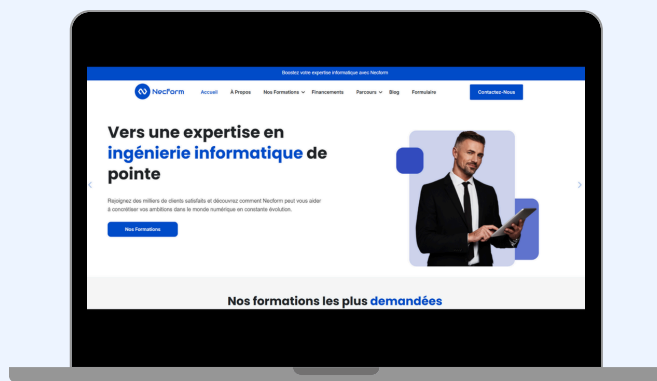 Boostez votre expertise informatique avec Necform
Necform
Accueil À Propos Nos Formations Financements Parcours Blog Formulaire Contactez-Nous
Vers une expertise en
ingénierie informatique de
pointe
Rejoignez des milliers de clients satisfaits et découvrez comment Necform peut vous aider
à concrétiser vos ambitions dans le monde numérique en constante évolution.
Nos Formations
Nos formations les plus demandées